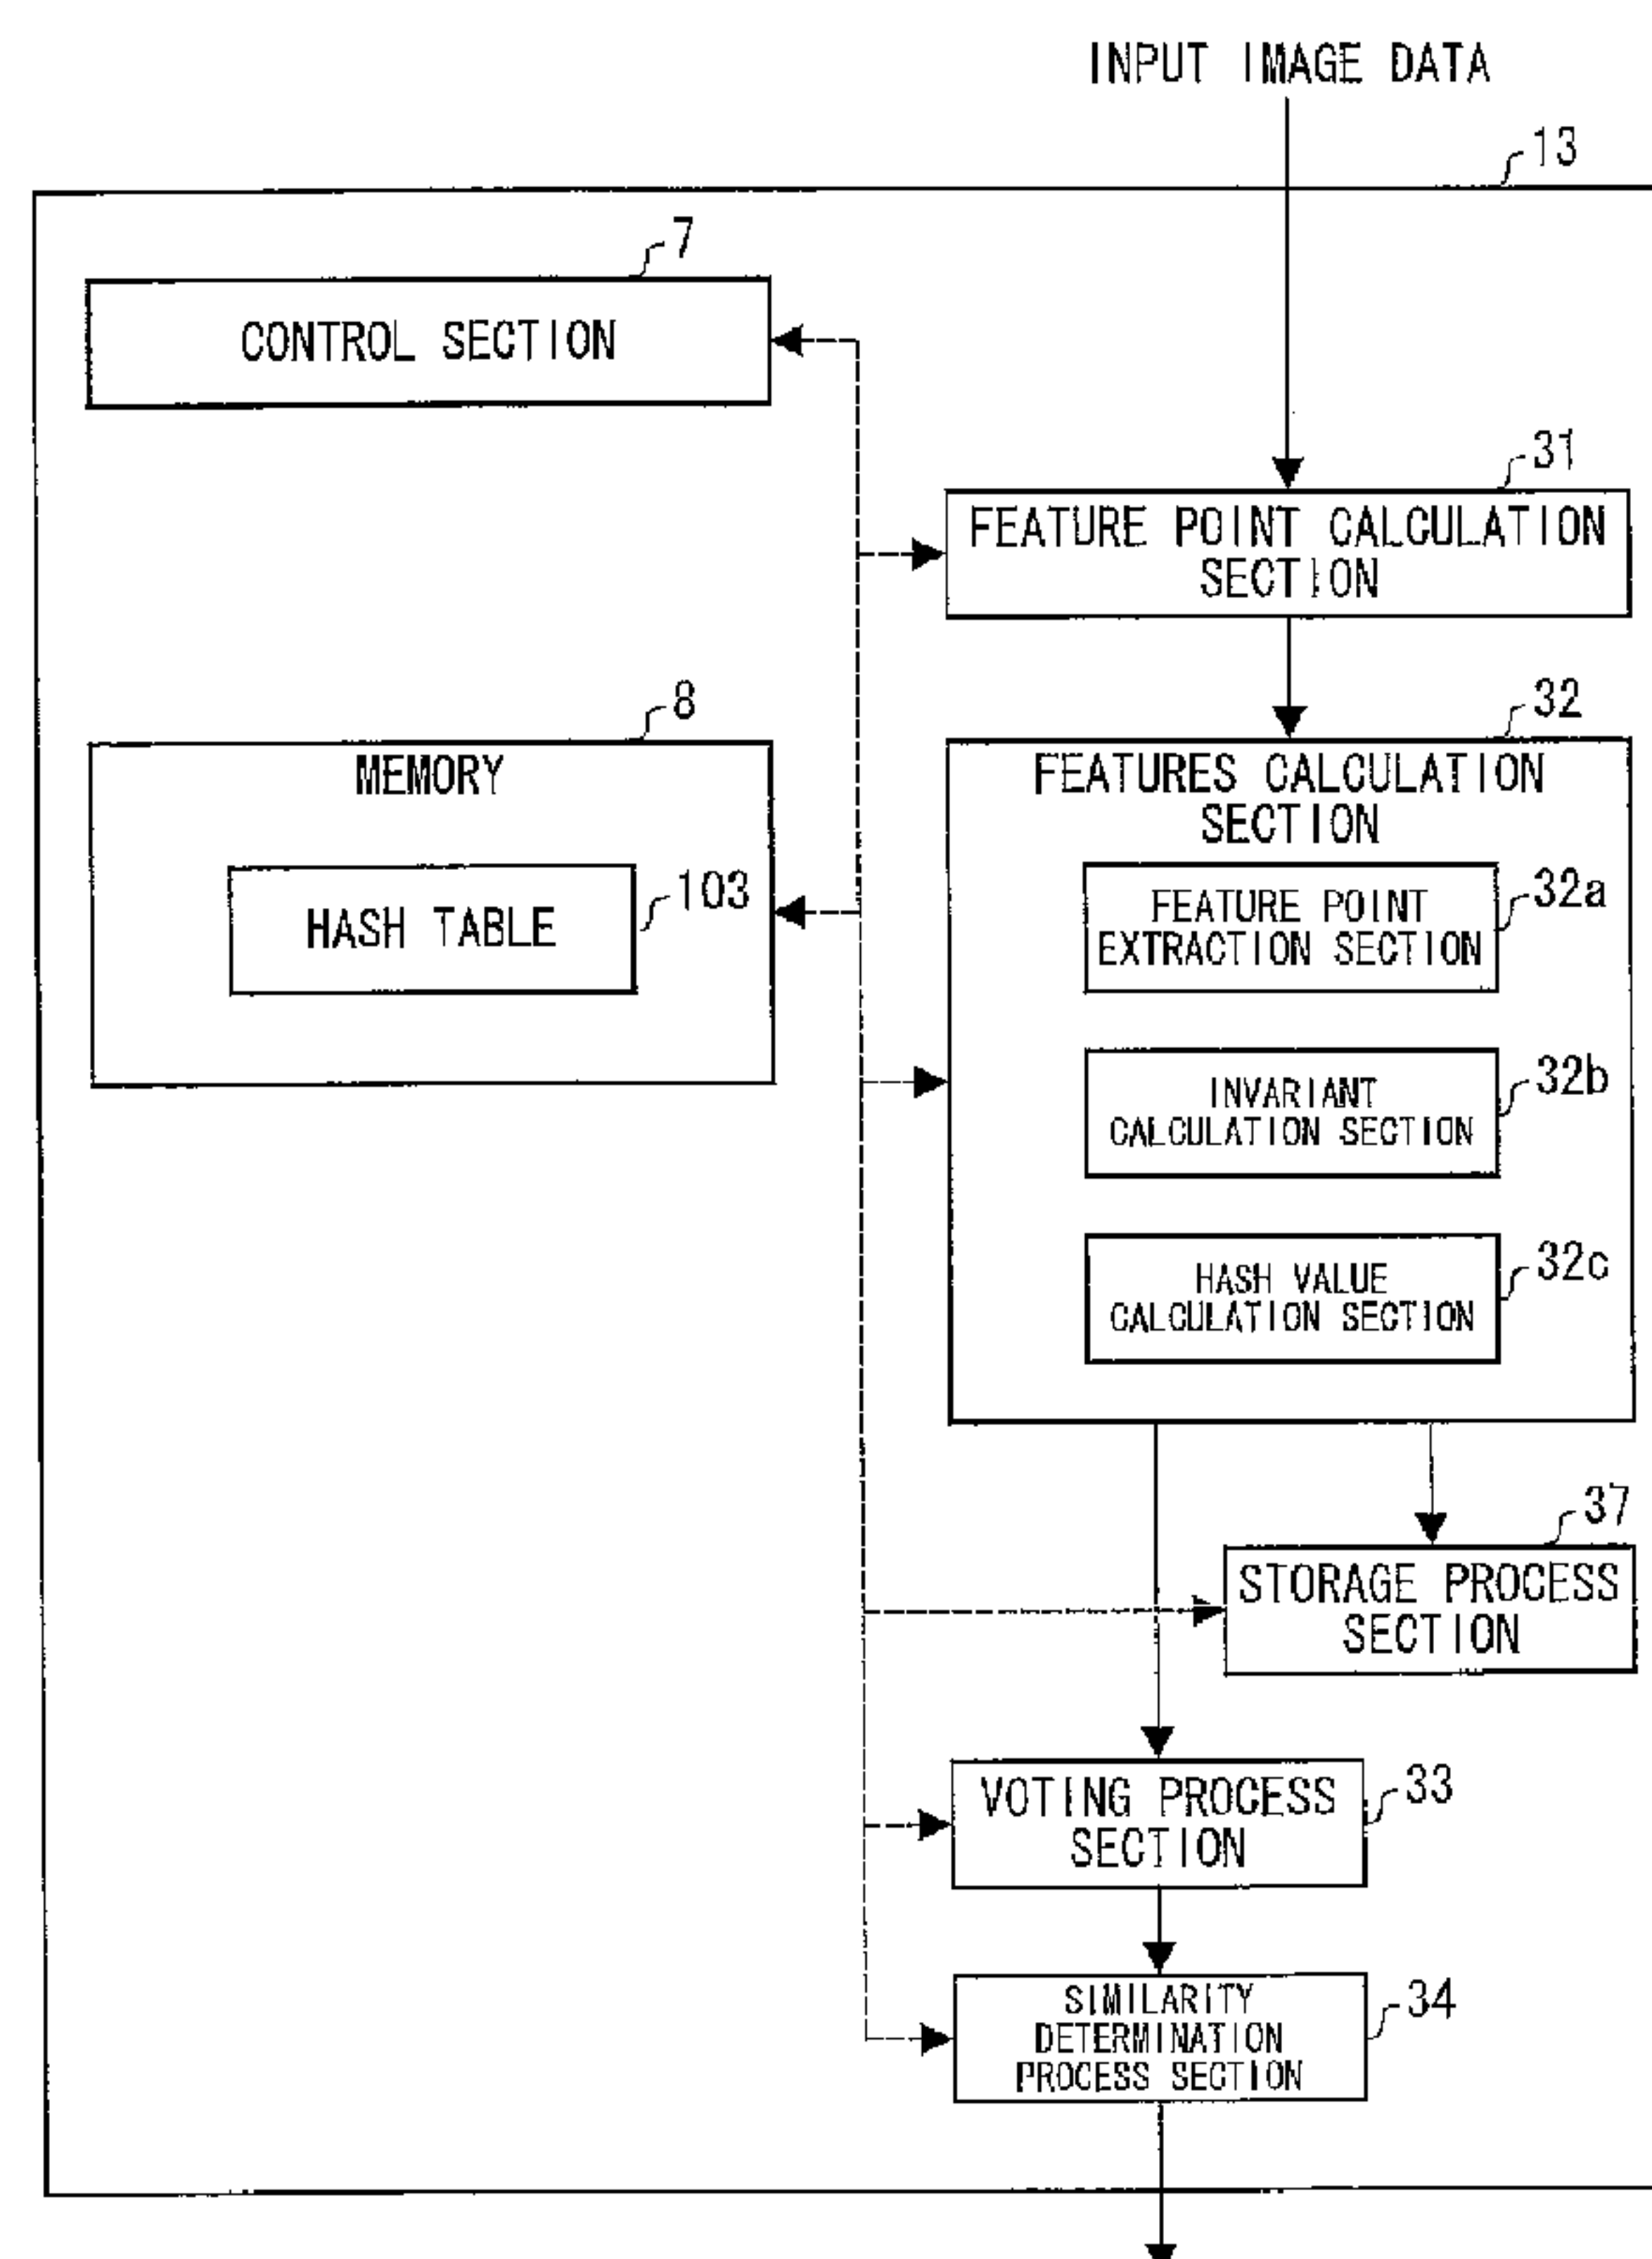 INPUT IMAGE DATA
13
7
CONTROL SECTION
31
FEATURE POINT CALCULATION
SECTION
8
MEMORY
32
FEATURES CALCULATION
SECTION
HASH TABLE
103
FEATURE POINT
EXTRACTION SECTION
32a
INVARIANT
CALCULATION SECTION
32b
HASH VALUE
CALCULATION SECTION
32c
37
STORAGE PROCESS
SECTION
VOTING PROCESS
SECTION
33
SIMILARITY
DETERMINATION
PROCESS SECTION
34